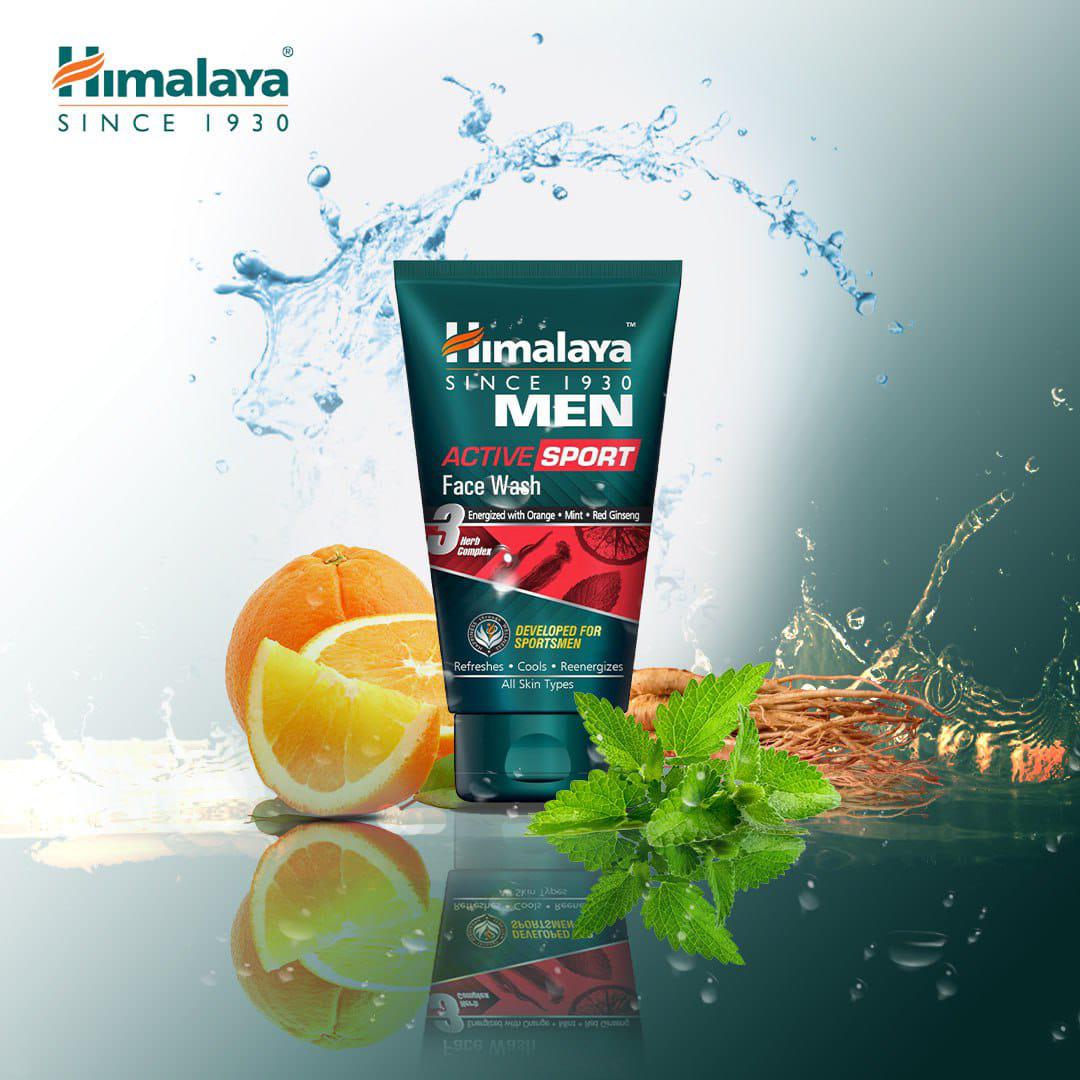 Himalaya®
SINCE 1930
Himalaya™
SINCE 1930
MEN
ACTIVE SPORT
Face Wash
3 Energized with Orange • Mint • Red Ginseng
Herb
Complex
DEVELOPED FOR
SPORTSMEN
Refreshes • Cools • Reenergizes
All Skin Types